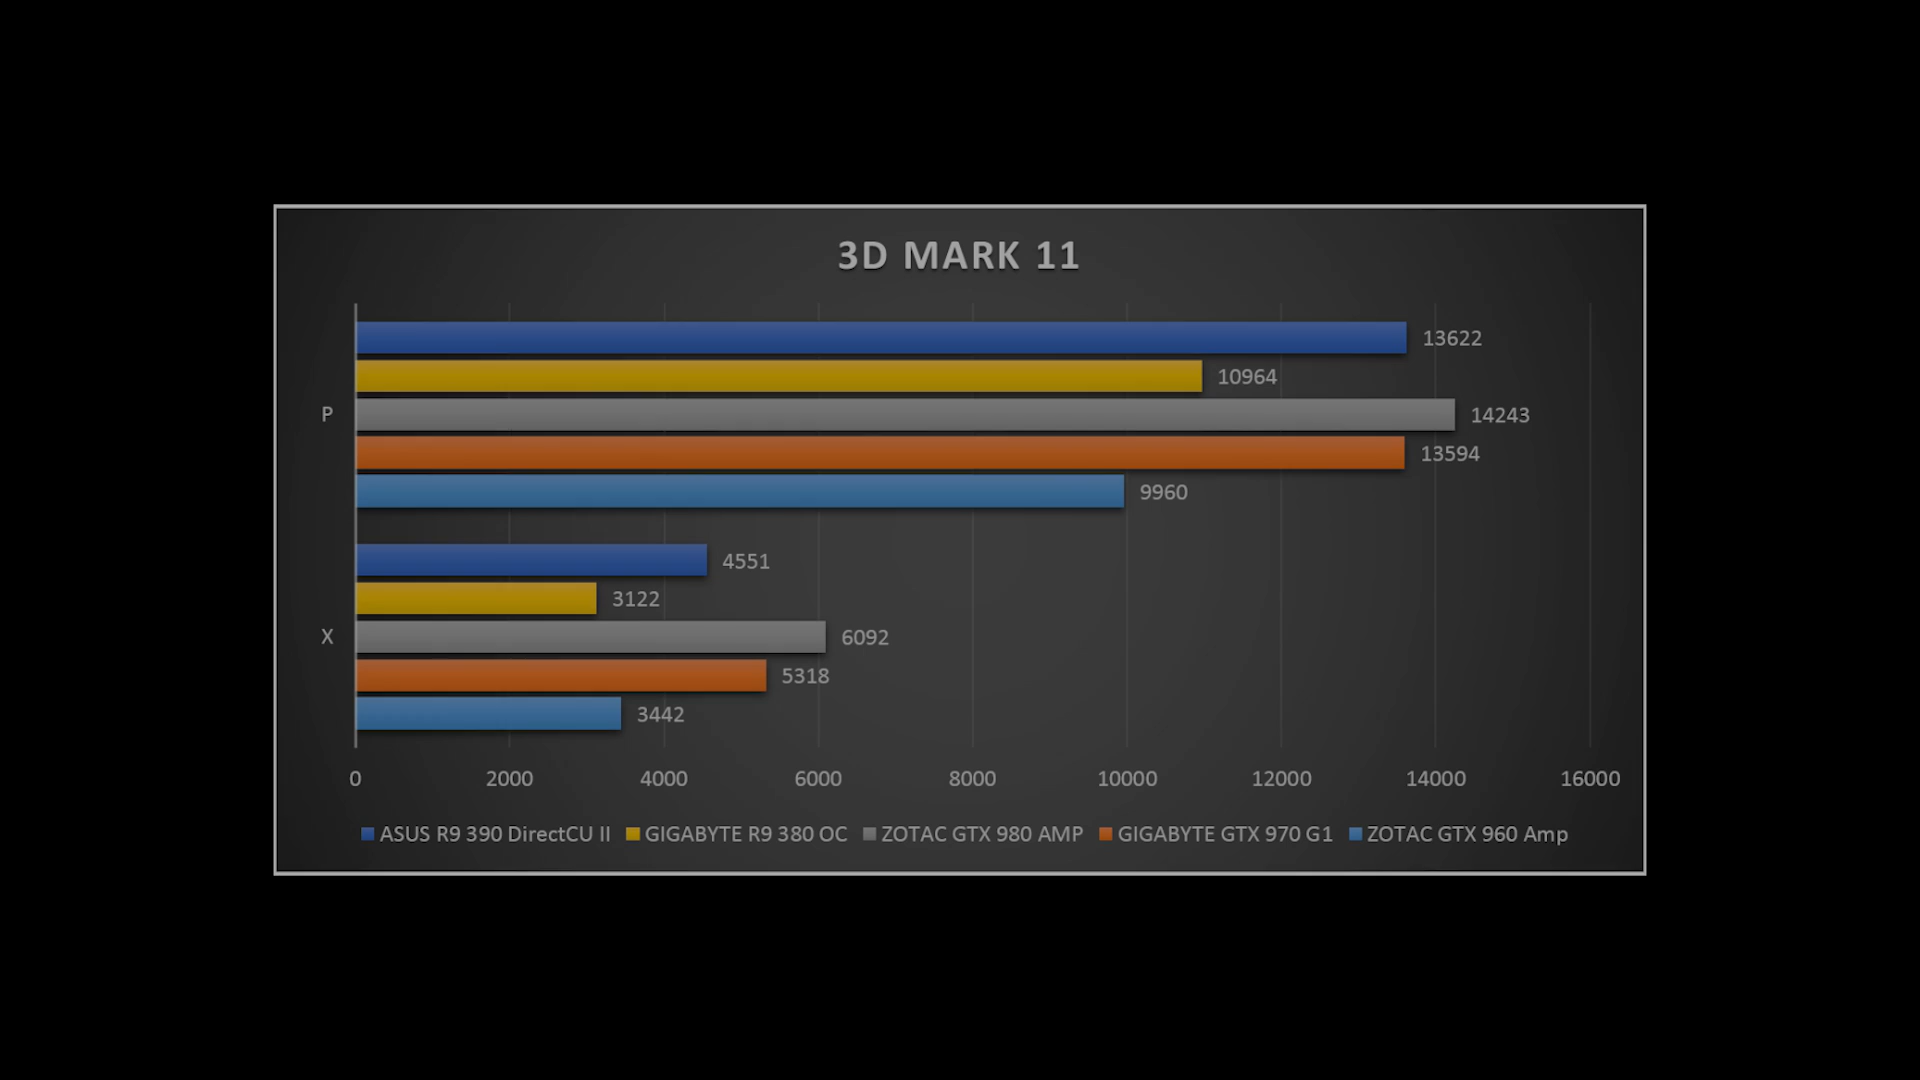 3D MARK 11
13622
10964
P
14243
13594
9960
4551
3122
X
6092
5318
3442
0 2000 4000 6000 8000 10000 12000 14000 16000
ASUS R9 390 DirectCU II GIGABYTE R9 380 OC ZOTAC GTX 980 AMP GIGABYTE GTX 970 G1 ZOTAC GTX 960 Amp